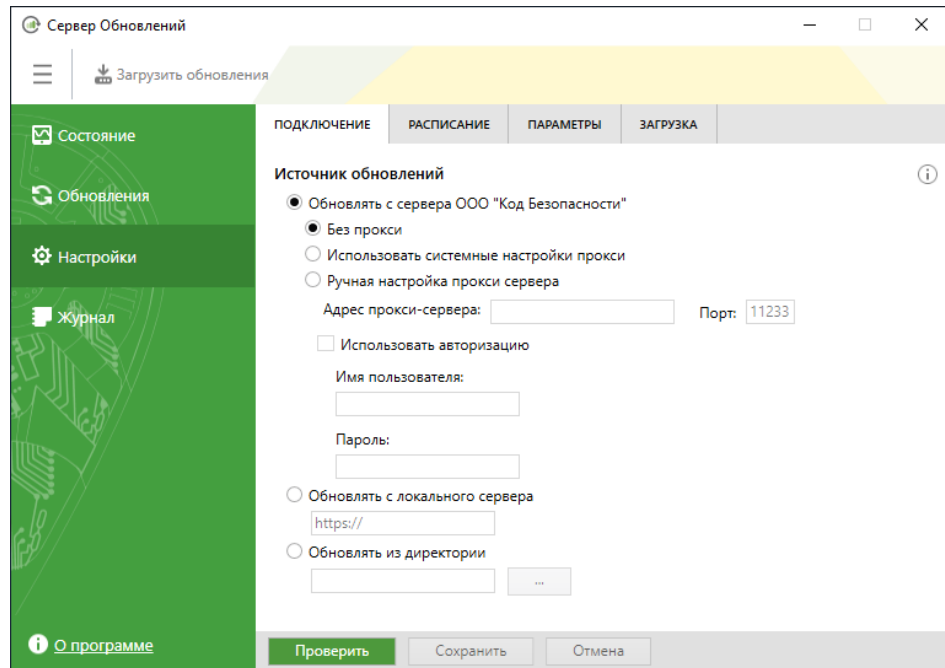 Сервер Обновлений
Загрузить обновления
Состояние
Обновления
Настройки
Журнал
О программе
ПОДКЛЮЧЕНИЕ РАСПИСАНИЕ ПАРАМЕТРЫ ЗАГРУЗКА
Источник обновлений
Обновлять с сервера ООО "Код Безопасности"
Без прокси
Использовать системные настройки прокси
Ручная настройка прокси сервера
Адрес прокси-сервера: Порт: 11233
Использовать авторизацию
Имя пользователя:
Пароль:
Обновлять с локального сервера
https://
Обновлять из директории
...
Проверить Сохранить Отмена